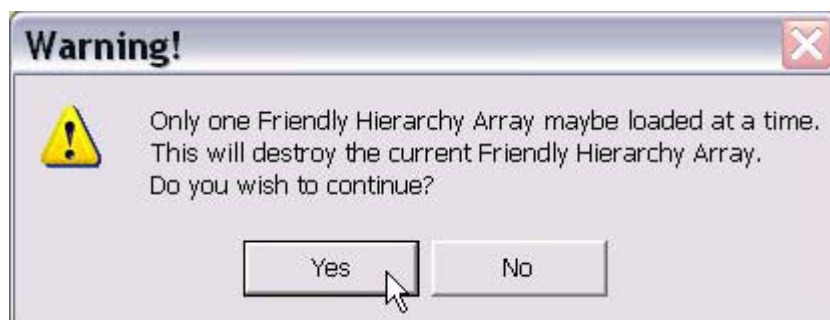 Warning!
Only one Friendly Hierarchy Array maybe loaded at a time.
This will destroy the current Friendly Hierarchy Array.
Do you wish to continue?
Yes No